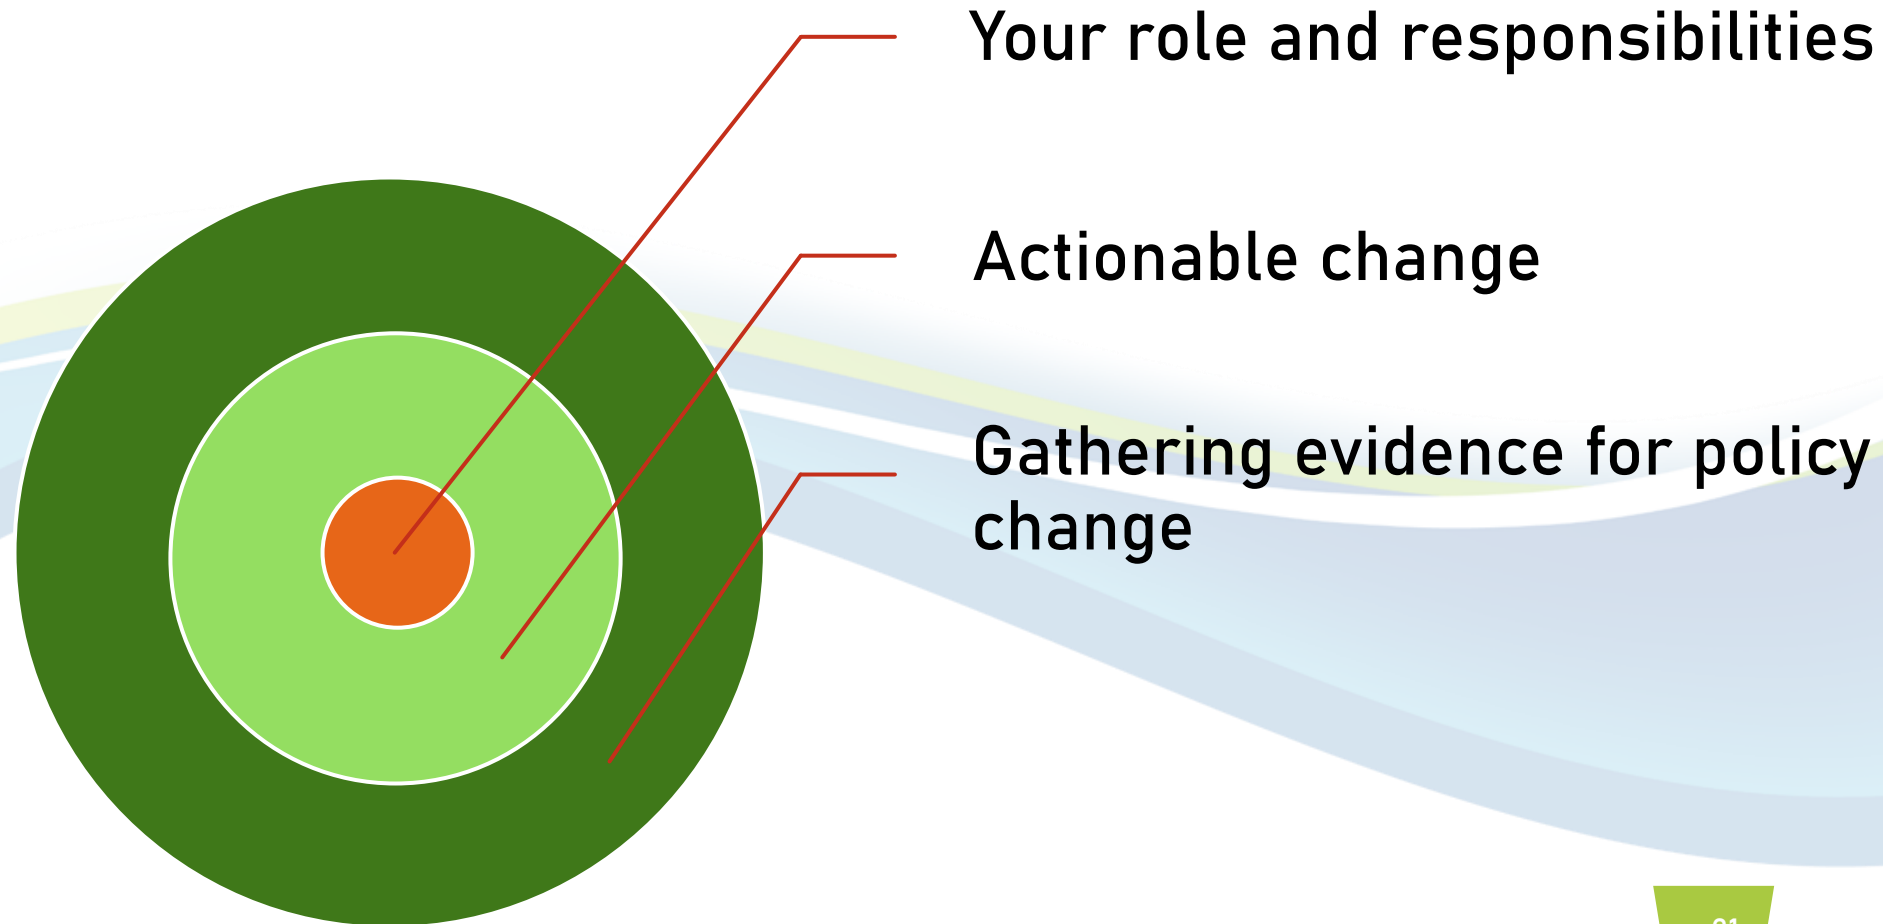 Your role and responsibilities
Actionable change
Gathering evidence for policy
change